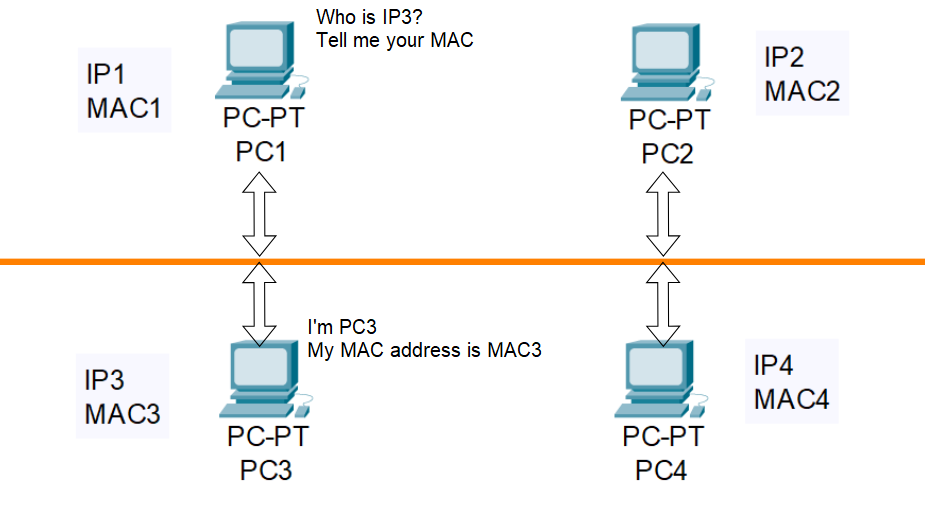 Who is IP3?
Tell me your MAC
IP1
MAC1
PC-PT
PC1
IP2
MAC2
PC-PT
PC2
I'm PC3
My MAC address is MAC3
IP3
MAC3
PC-PT
PC3
IP4
MAC4
PC-PT
PC4